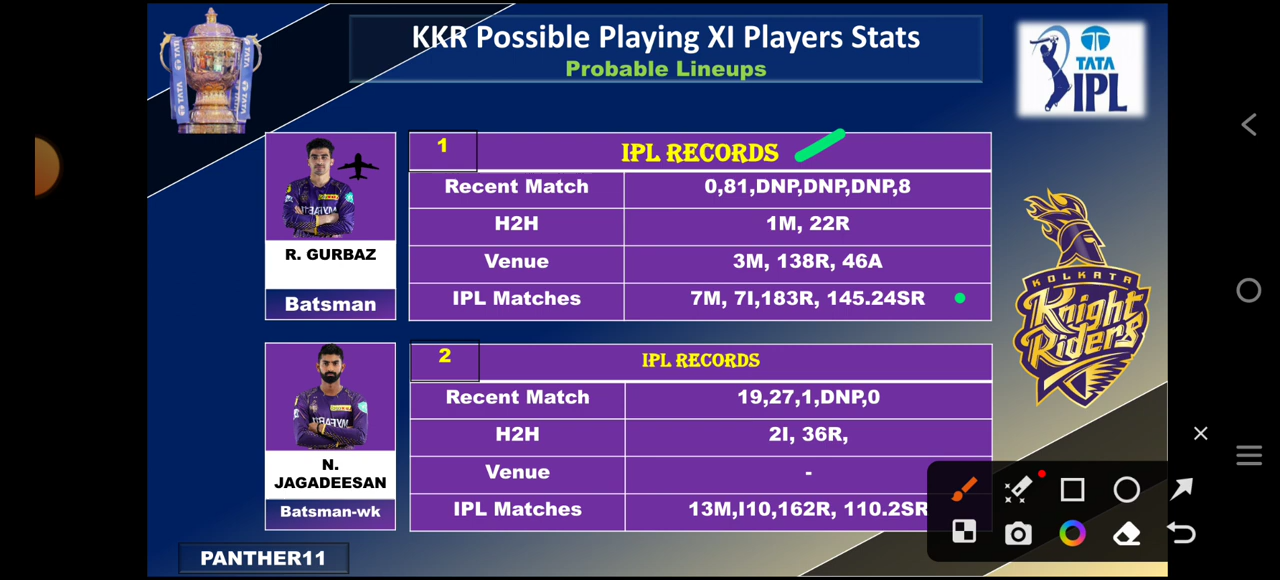 KKR Possible Playing XI Players Stats
Probable Lineups
TATA
IPL
1
IPL RECORDS
Recent Match 0,81,DNP,DNP,DNP,8
H2H 1M, 22R
Venue 3M, 138R, 46A
IPL Matches 7M, 7I,183R, 145.24SR
R. GURBAZ
Batsman
KOLKATA
Knight
Riders
2
IPL RECORDS
Recent Match 19,27,1,DNP,0
H2H 2I, 36R,
Venue -
IPL Matches 13M,I10,162R, 110.2SR
N.
JAGADEESAN
Batsman-wk
PANTHER11